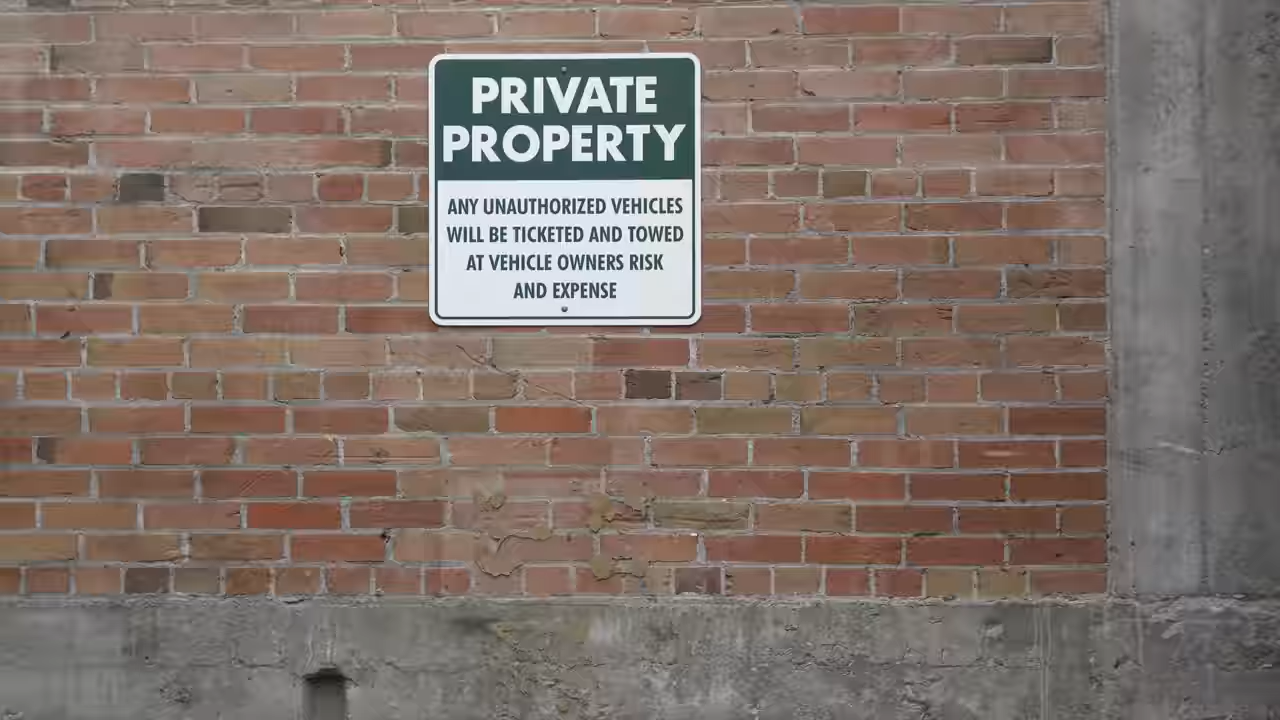 PRIVATE
PROPERTY
ANY UNAUTHORIZED VEHICLES
WILL BE TICKETED AND TOWED
AT VEHICLE OWNERS RISK
AND EXPENSE